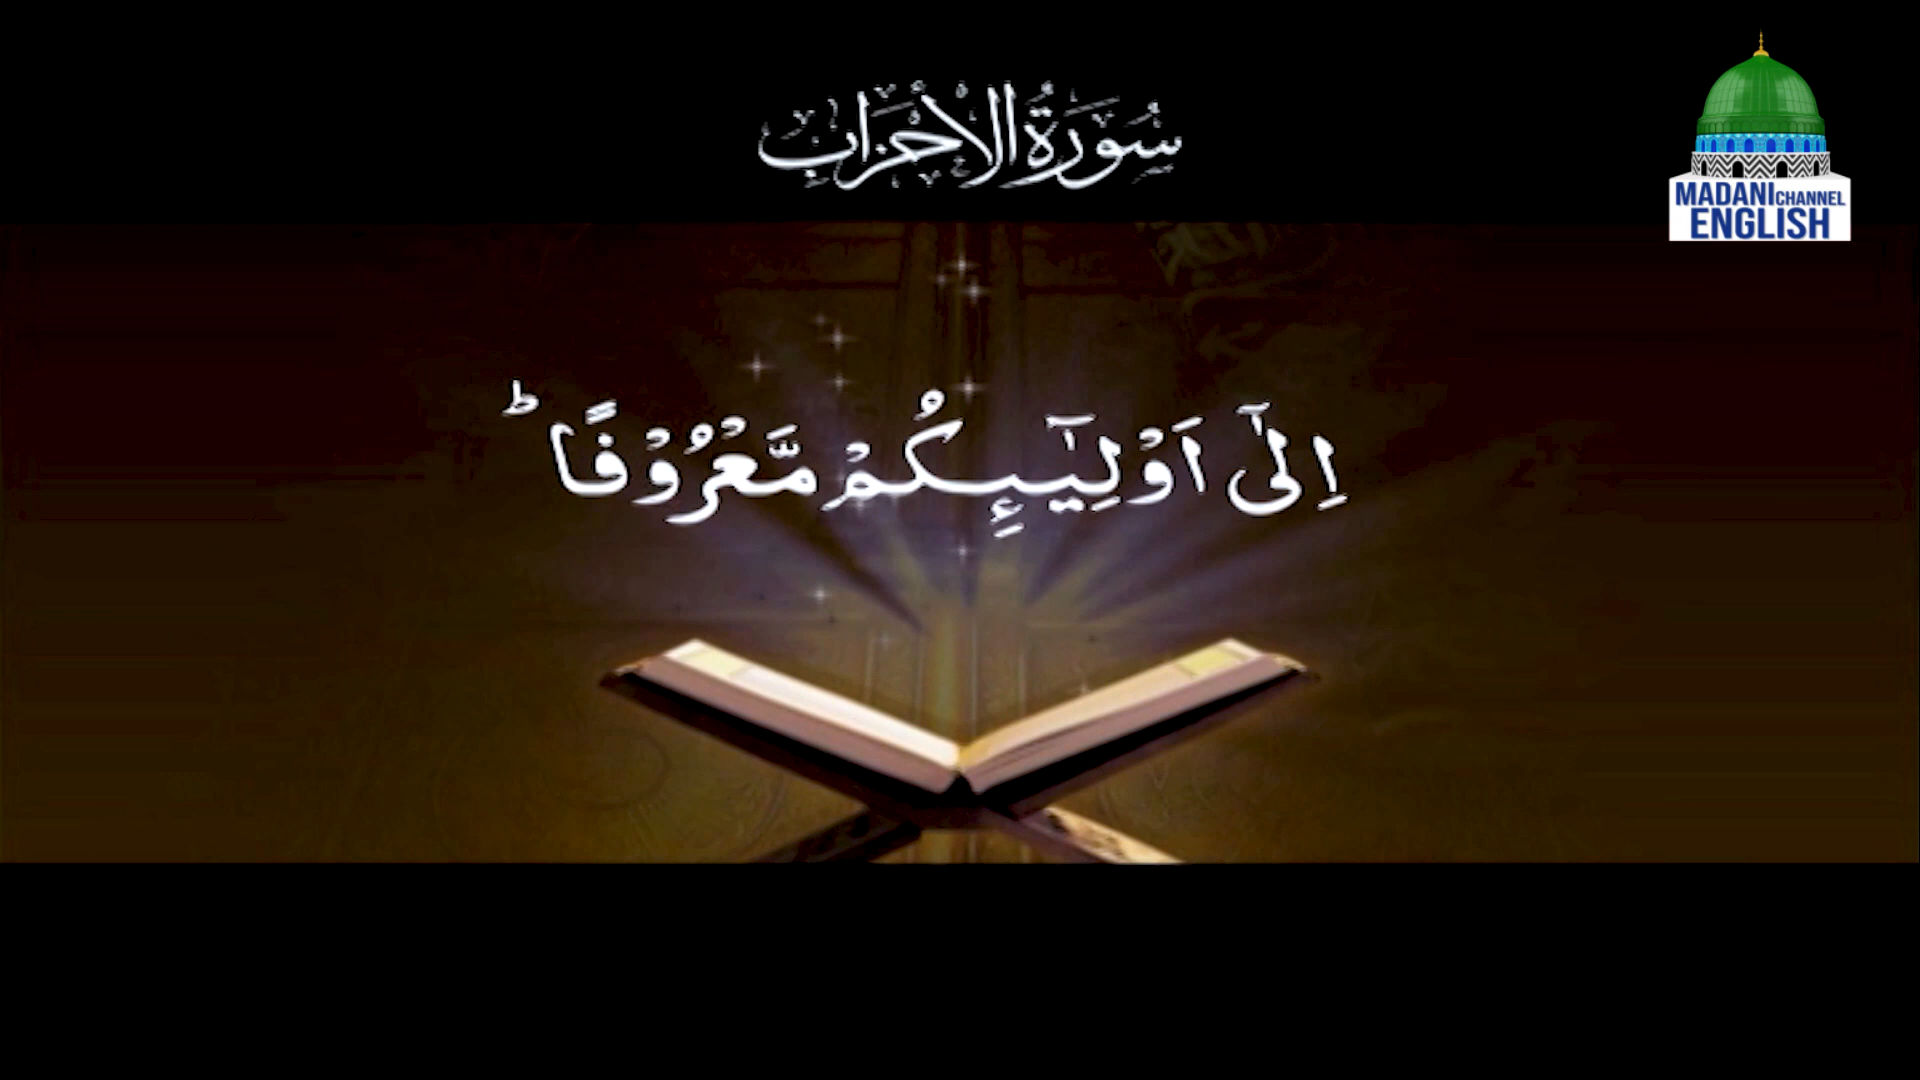 سُوْرَةُ الْاَحْزَاب
MADANI CHANNEL
ENGLISH
اِلٰۤى اَوْلِیٰٓىٕكُمْ مَّعْرُوْفًاؕ